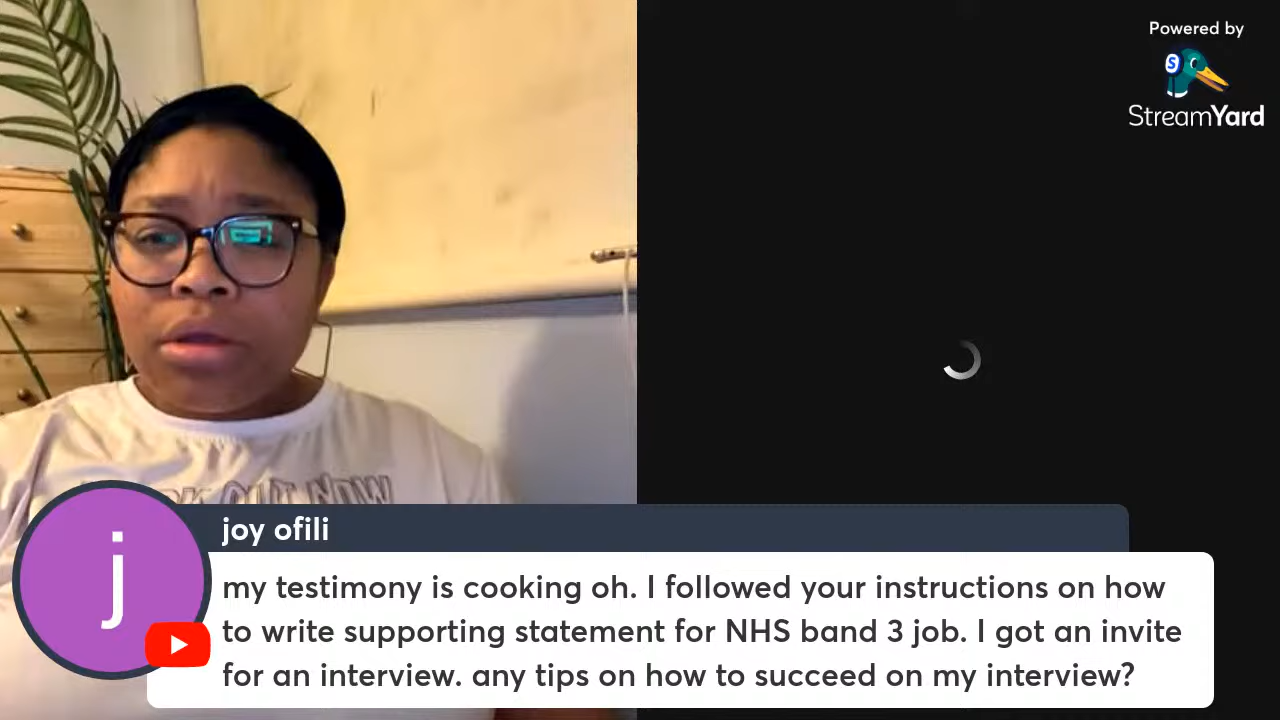 Powered by
StreamYard
S
OUT NOW
j
joy ofili
my testimony is cooking oh. I followed your instructions on how
to write supporting statement for NHS band 3 job. I got an invite
for an interview. any tips on how to succeed on my interview?